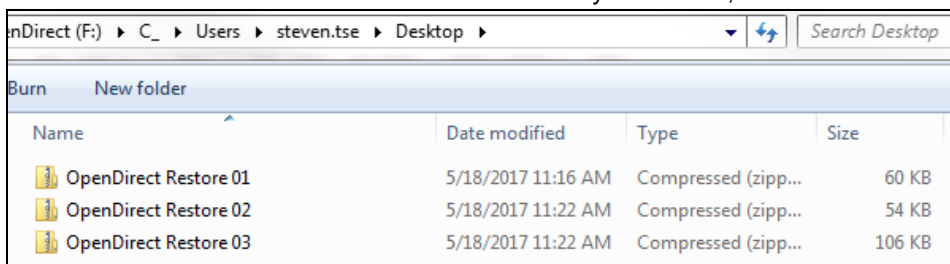 nDirect (F:) ▸ C_ ▸ Users ▸ steven.tse ▸ Desktop ▸ Search Desktop
Burn New folder
Name Date modified Type Size
OpenDirect Restore 01 5/18/2017 11:16 AM Compressed (zipp... 60 KB
OpenDirect Restore 02 5/18/2017 11:22 AM Compressed (zipp... 54 KB
OpenDirect Restore 03 5/18/2017 11:22 AM Compressed (zipp... 106 KB